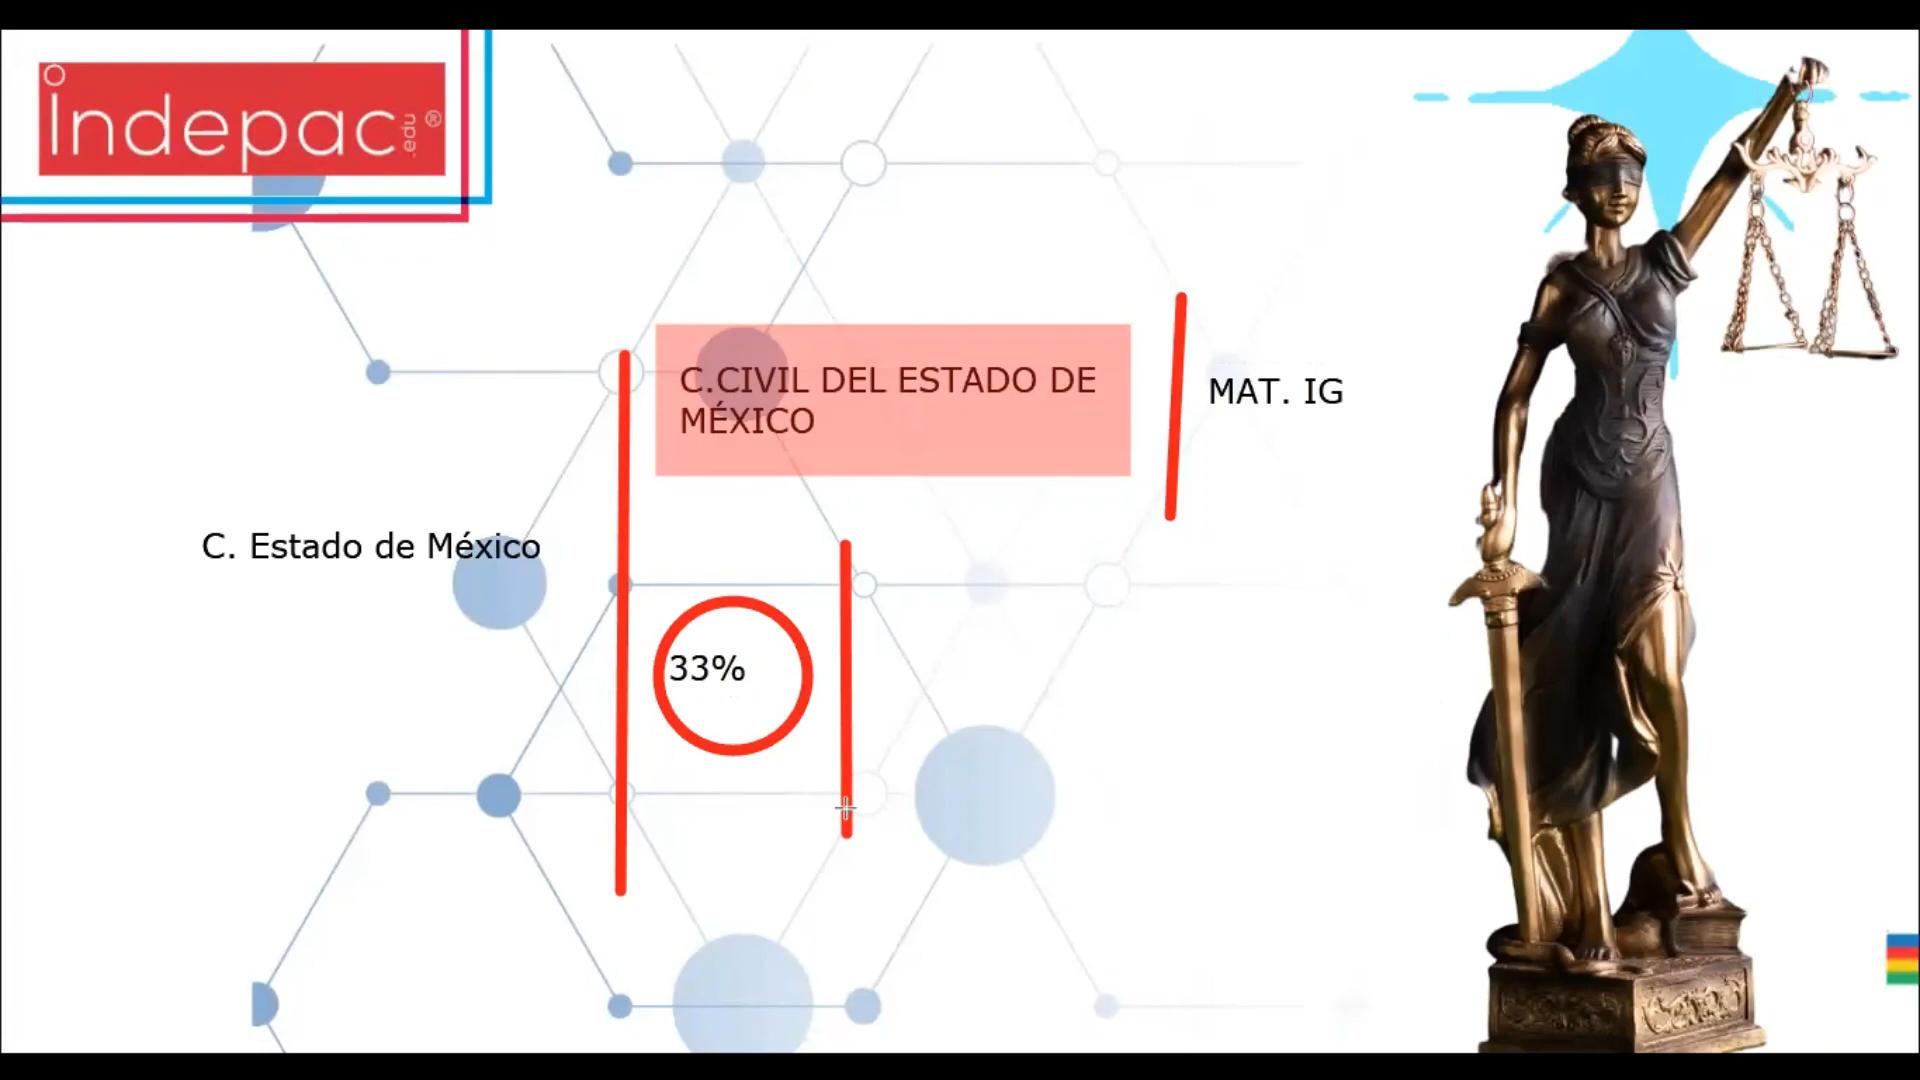 Indepac .edu ®
C.CIVIL DEL ESTADO DE
MÉXICO
MAT. IG
C. Estado de México
33%